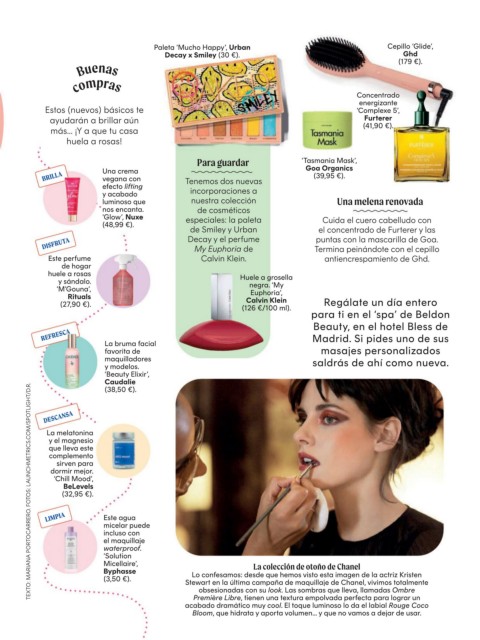 Buenas
compras
Estos (nuevos) básicos te
ayudarán a brillar aún
más... ¡Y a que tu casa
huela a rosas!
BRILLA
Una crema
vegana con
efecto lifting
y acabado
luminoso que
nos encanta.
'Glow', Nuxe
(48,99 €).
DISFRUTA
Este perfume
de hogar
huele a rosas
y sándalo.
'M'Gouna',
Rituals
(27,90 €).
REFRESCA
La bruma facial
favorita de
maquilladores
y modelos.
'Beauty Elixir',
Caudalie
(38,50 €).
DESCANSA
La melatonina
y el magnesio
que lleva este
complemento
sirven para
dormir mejor.
'Chill Mood',
BeLevels
(32,95 €).
LIMPIA
Este agua
micelar puede
incluso con
el maquillaje
waterproof.
'Solution
Micellaire',
Byphasse
(3,50 €).
TEXTO: MARIANA PORTOCARRERO. FOTOS: LAUNCHMETRICS.COM/SPOTLIGHT/D.R.
Paleta 'Mucho Happy', Urban
Decay x Smiley (30 €).
SMILEY
Para guardar
Tenemos dos nuevas
incorporaciones a
nuestra colección
de cosméticos
especiales: la paleta
de Smiley y Urban
Decay y el perfume
My Euphoria de
Calvin Klein.
Huele a grosella
negra. 'My
Euphoria',
Calvin Klein
(126 €/100 ml).
Cepillo 'Glide',
Ghd
(179 €).
Concentrado
energizante
'Complexe 5',
Furterer
(41,90 €).
Tasmania
Mask
'Tasmania Mask',
Goa Organics
(39,95 €).
Una melena renovada
Cuida el cuero cabelludo con
el concentrado de Furterer y las
puntas con la mascarilla de Goa.
Termina peinándote con el cepillo
antiencrespamiento de Ghd.
Regálate un día entero
para ti en el 'spa' de Beldon
Beauty, en el hotel Bless de
Madrid. Si pides uno de sus
masajes personalizados
saldrás de ahí como nueva.
La colección de otoño de Chanel
Lo confesamos: desde que hemos visto esta imagen de la actriz Kristen
Stewart en la última campaña de maquillaje de Chanel, vivimos totalmente
obsesionadas con su look. Las sombras que lleva, llamadas Ombre
Première Libre, tienen una textura empolvada perfecta para lograr un
acabado dramático muy cool. El toque luminoso lo da el labial Rouge Coco
Bloom, que hidrata y aporta volumen... y que no vamos a dejar de usar.